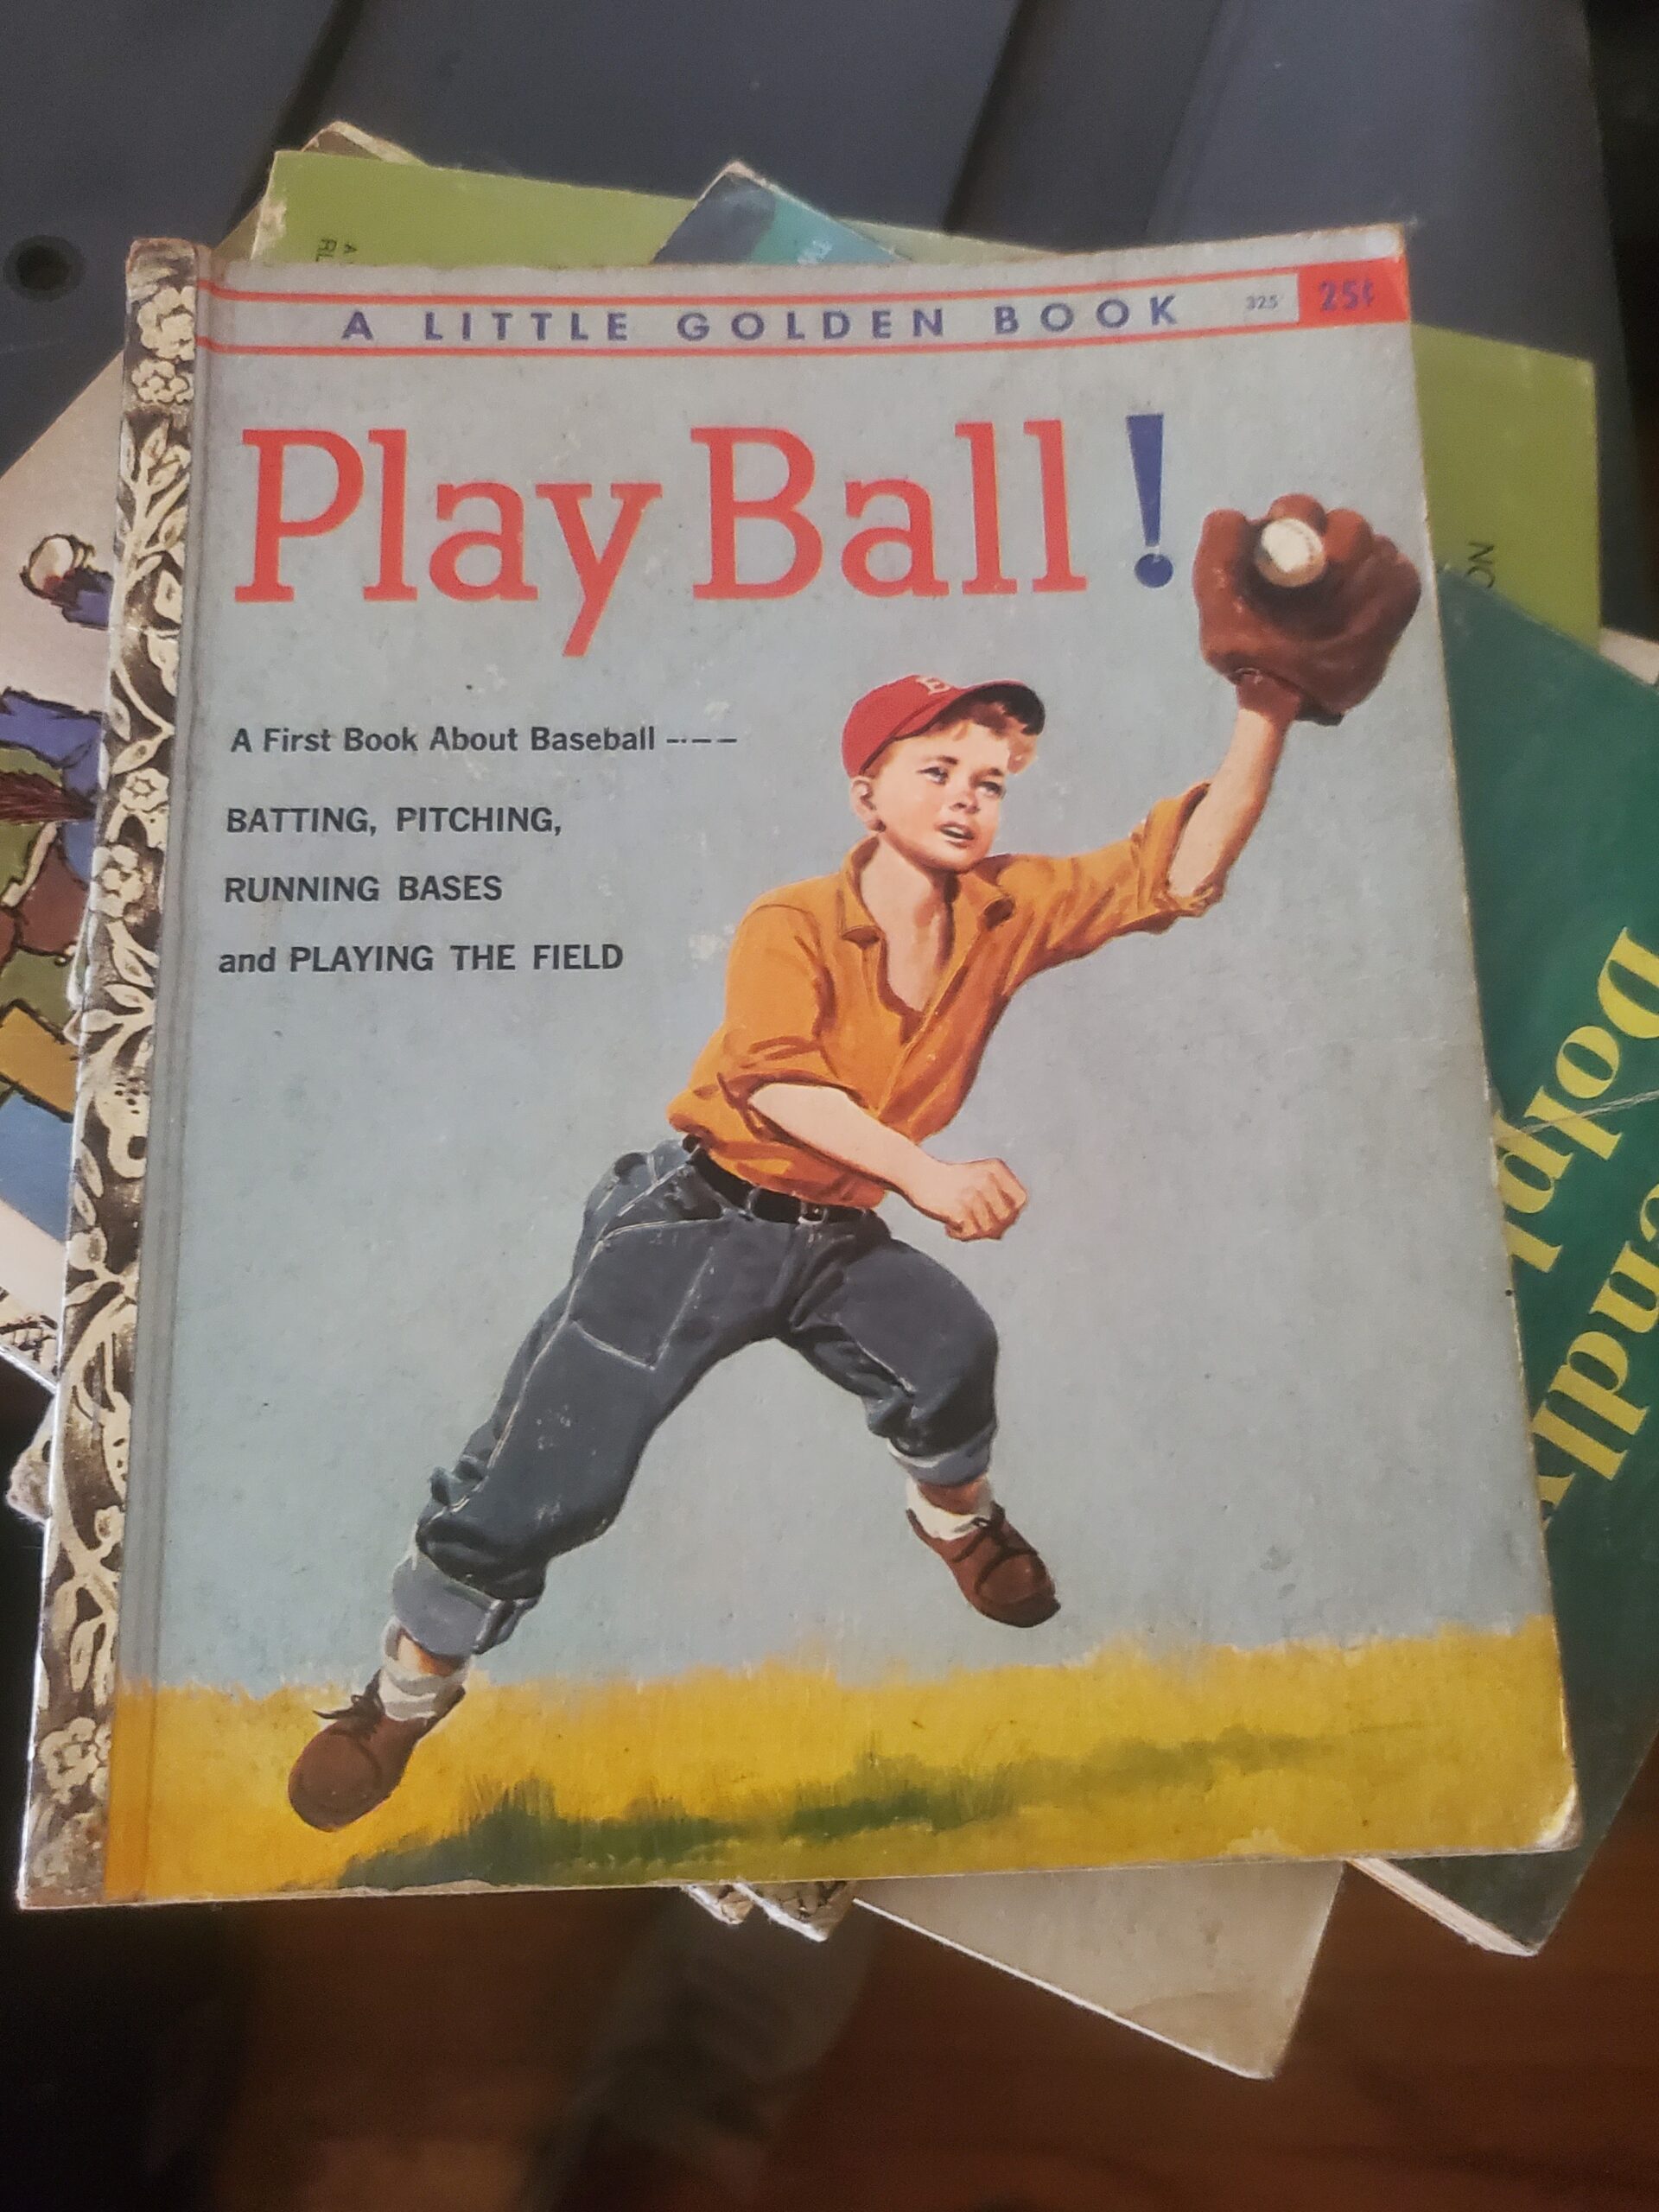 A LITTLE GOLDEN BOOK 325 25¢
Play Ball!
A First Book About Baseball ----
BATTING, PITCHING,
RUNNING BASES
and PLAYING THE FIELD
B